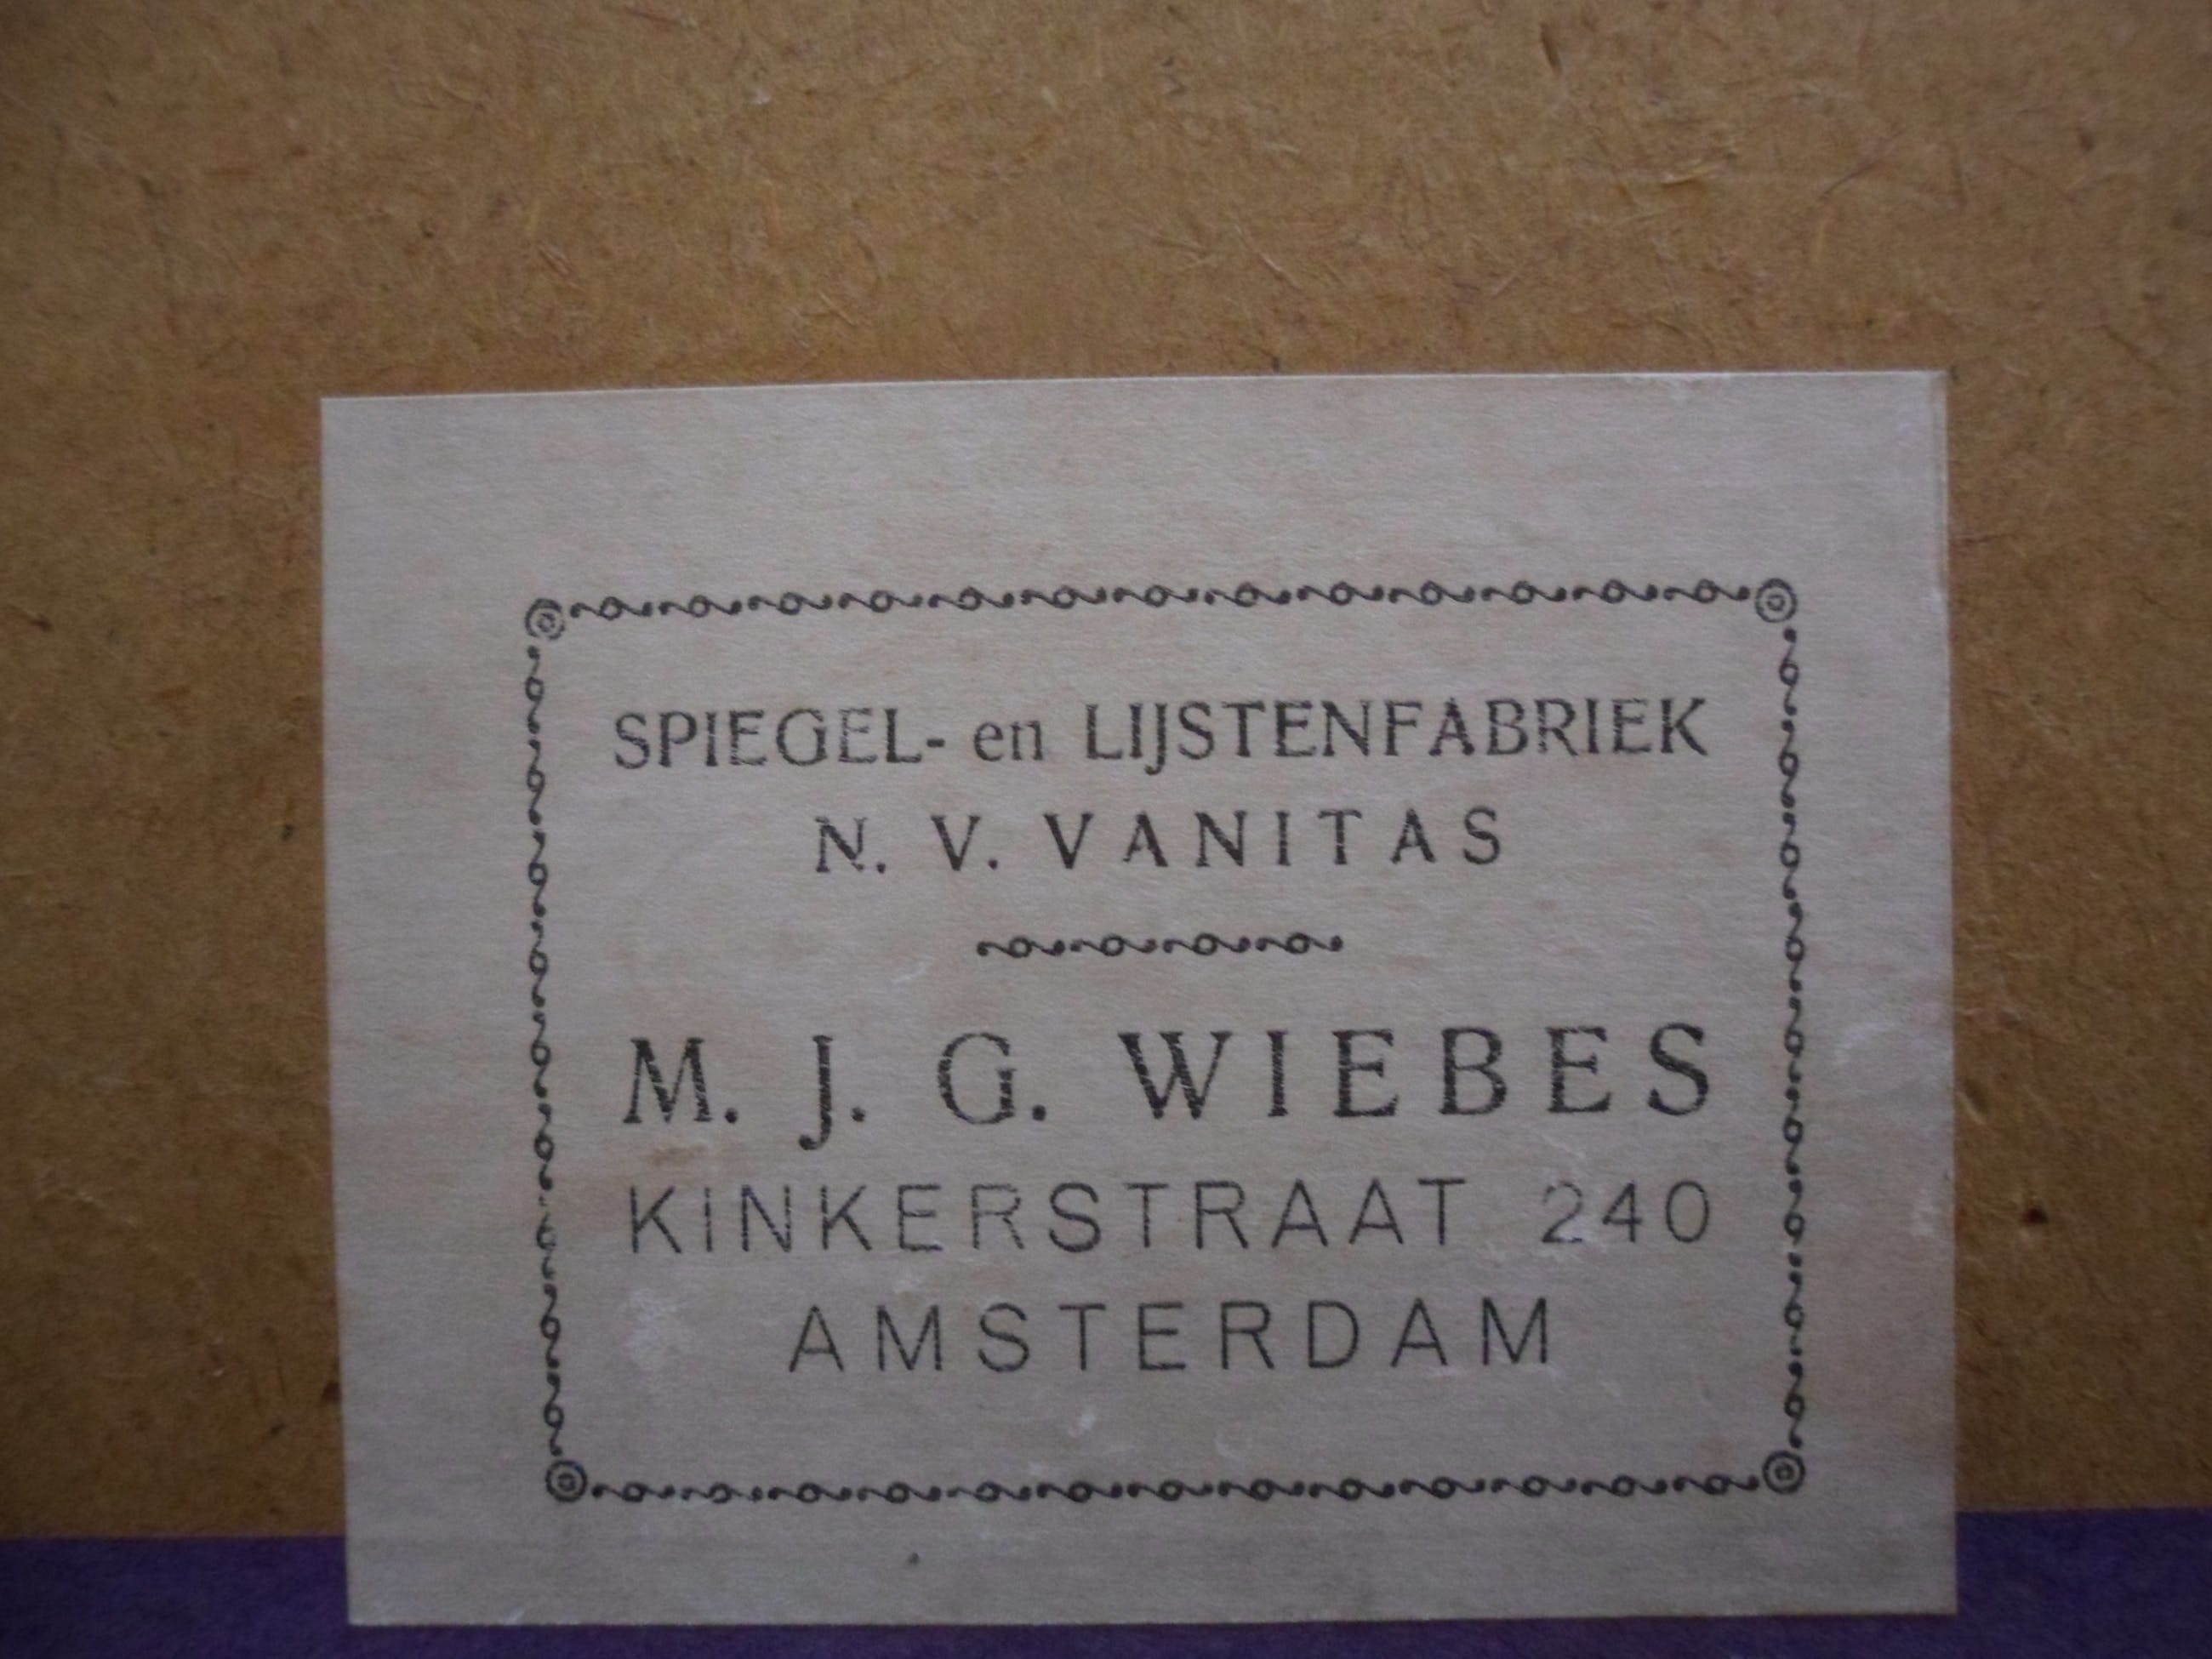 SPIEGEL- en LIJSTENFABRIEK
N. V. VANITAS
M. J. G. WIEBES
KINKERSTRAAT 240
AMSTERDAM